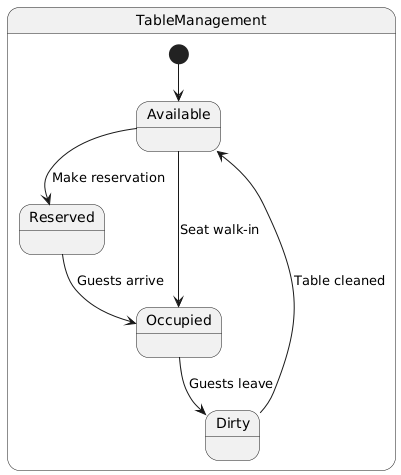 TableManagement
Available
Make reservation
Reserved
Seat walk-in
Guests arrive
Table cleaned
Occupied
Guests leave
Dirty